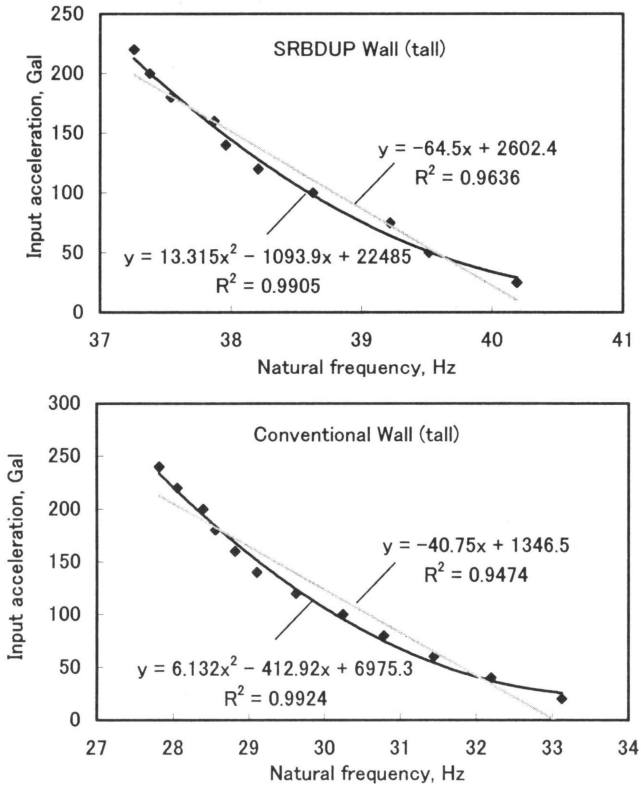 250
200
150
100
50
0
Input acceleration, Gal
SRBDUP Wall (tall)
y = −64.5x + 2602.4
R² = 0.9636
y = 13.315x² − 1093.9x + 22485
R² = 0.9905
37 38 39 40 41
Natural frequency, Hz
300
250
200
150
100
50
0
Input acceleration, Gal
Conventional Wall (tall)
y = −40.75x + 1346.5
R² = 0.9474
y = 6.132x² − 412.92x + 6975.3
R² = 0.9924
27 28 29 30 31 32 33 34
Natural frequency, Hz